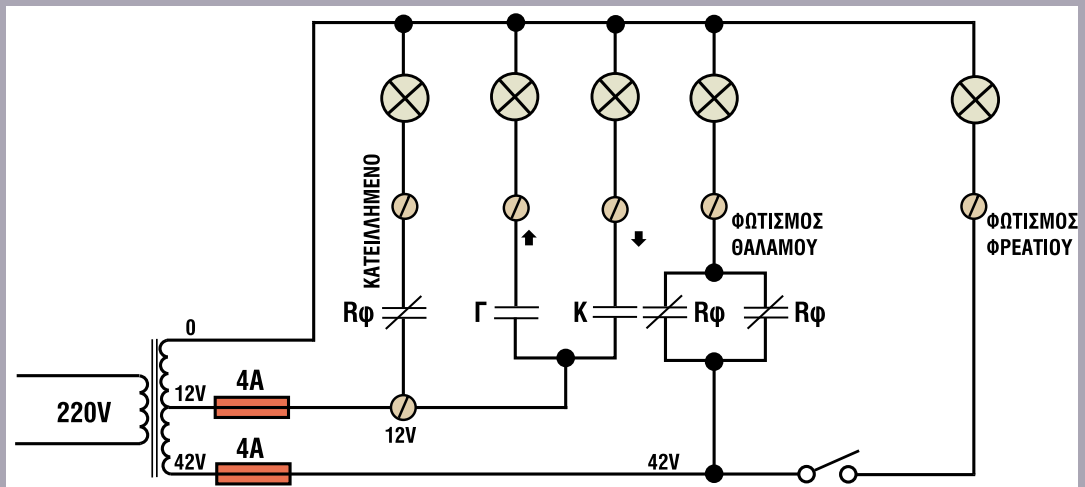 ΚΑΤΕΙΛΛΗΜΕΝΟ
ΦΩΤΙΣΜΟΣ
ΘΑΛΑΜΟΥ
ΦΩΤΙΣΜΟΣ
ΦΡΕΑΤΙΟΥ
Rφ
Γ
Κ
Rφ
Rφ
0
220V
12V
4A
12V
42V
4A
42V